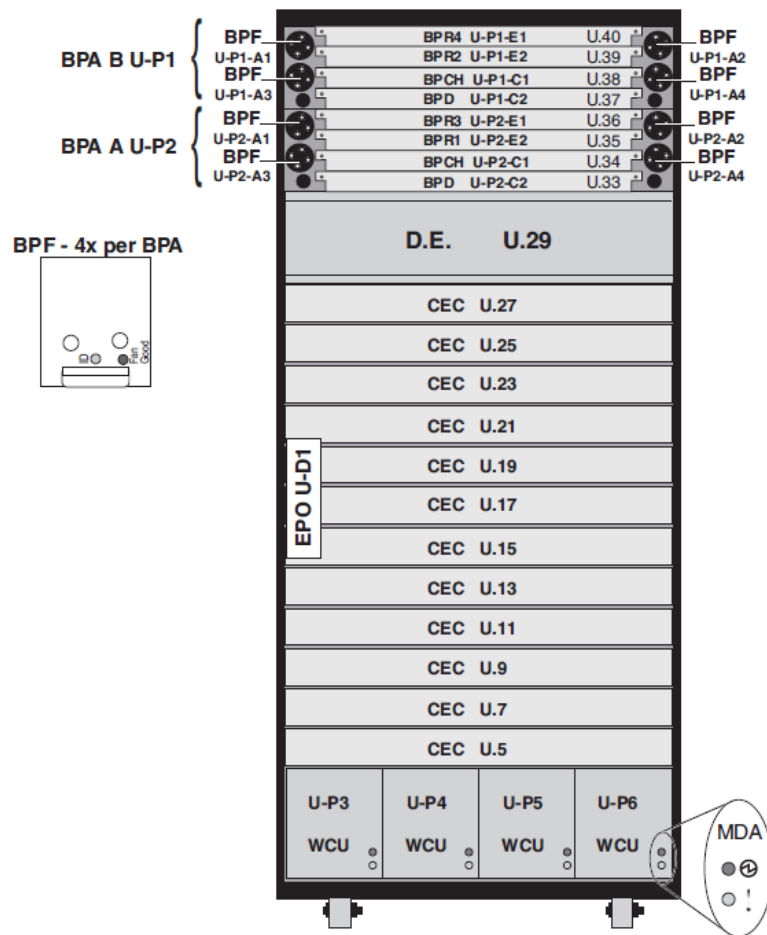 BPA B U-P1
BPF
U-P1-A1
BPF
U-P1-A3
BPR4 U-P1-E1 U.40
BPR2 U-P1-E2 U.39
BPCH U-P1-C1 U.38
BPD U-P1-C2 U.37
BPF
U-P1-A2
BPF
U-P1-A4
BPA A U-P2
BPF
U-P2-A1
BPF
U-P2-A3
BPR3 U-P2-E1 U.36
BPR1 U-P2-E2 U.35
BPCH U-P2-C1 U.34
BPD U-P2-C2 U.33
BPF
U-P2-A2
BPF
U-P2-A4
BPF - 4x per BPA
ID
Fan
Good
D.E. U.29
CEC U.27
CEC U.25
CEC U.23
CEC U.21
CEC U.19
CEC U.17
CEC U.15
CEC U.13
CEC U.11
CEC U.9
CEC U.7
CEC U.5
EPO U-D1
U-P3 U-P4 U-P5 U-P6
WCU WCU WCU WCU
MDA
!